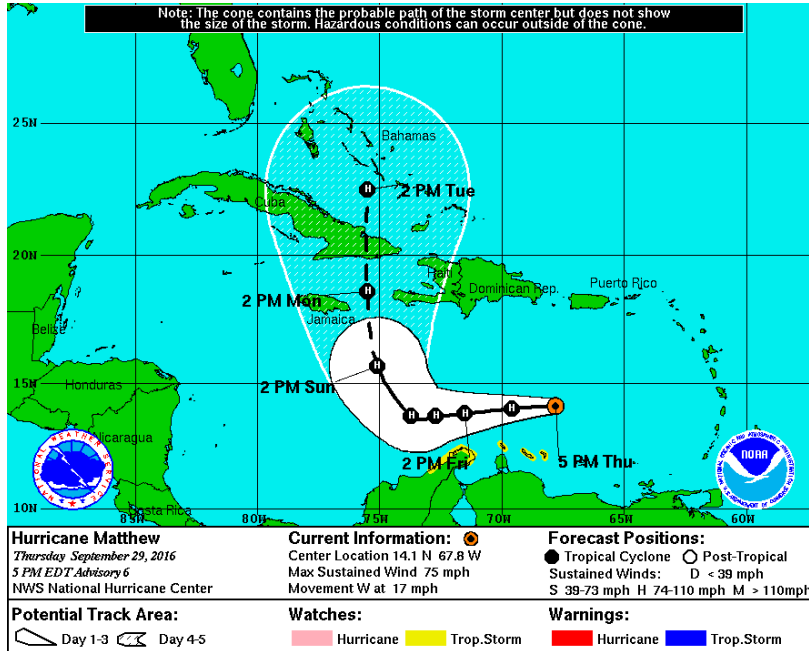 Note: The cone contains the probable path of the storm center but does not show
the size of the storm. Hazardous conditions can occur outside of the cone.
25N
Bahamas
2 PM Tue
Cuba
20N
Haiti
Dominican Rep.
Puerto Rico
2 PM Mon
Jamaica
Belize
15N
2 PM Sun
Honduras
Nicaragua
2 PM Fri
5 PM Thu
NATIONAL WEATHER SERVICE
NOAA
Costa Rica
10N
85W
80W
75W
70W
65W
60W
Hurricane Matthew
Thursday September 29, 2016
5 PM EDT Advisory 6
NWS National Hurricane Center
Current Information:
Center Location 14.1 N 67.8 W
Max Sustained Wind 75 mph
Movement W at 17 mph
Forecast Positions:
Tropical Cyclone Post-Tropical
Sustained Winds: D < 39 mph
S 39-73 mph H 74-110 mph M > 110mph
Potential Track Area:
Day 1-3 Day 4-5
Watches:
Hurricane Trop.Storm
Warnings:
Hurricane Trop.Storm